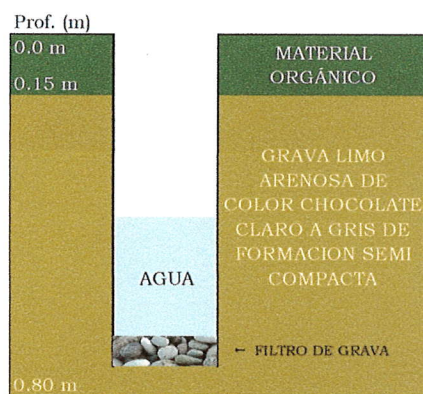 Prof. (m)
0.0 m
0.15 m
MATERIAL
ORGÁNICO
GRAVA LIMO
ARENOSA DE
COLOR CHOCOLATE
CLARO A GRIS DE
FORMACION SEMI
COMPACTA
AGUA
← FILTRO DE GRAVA
0.80 m